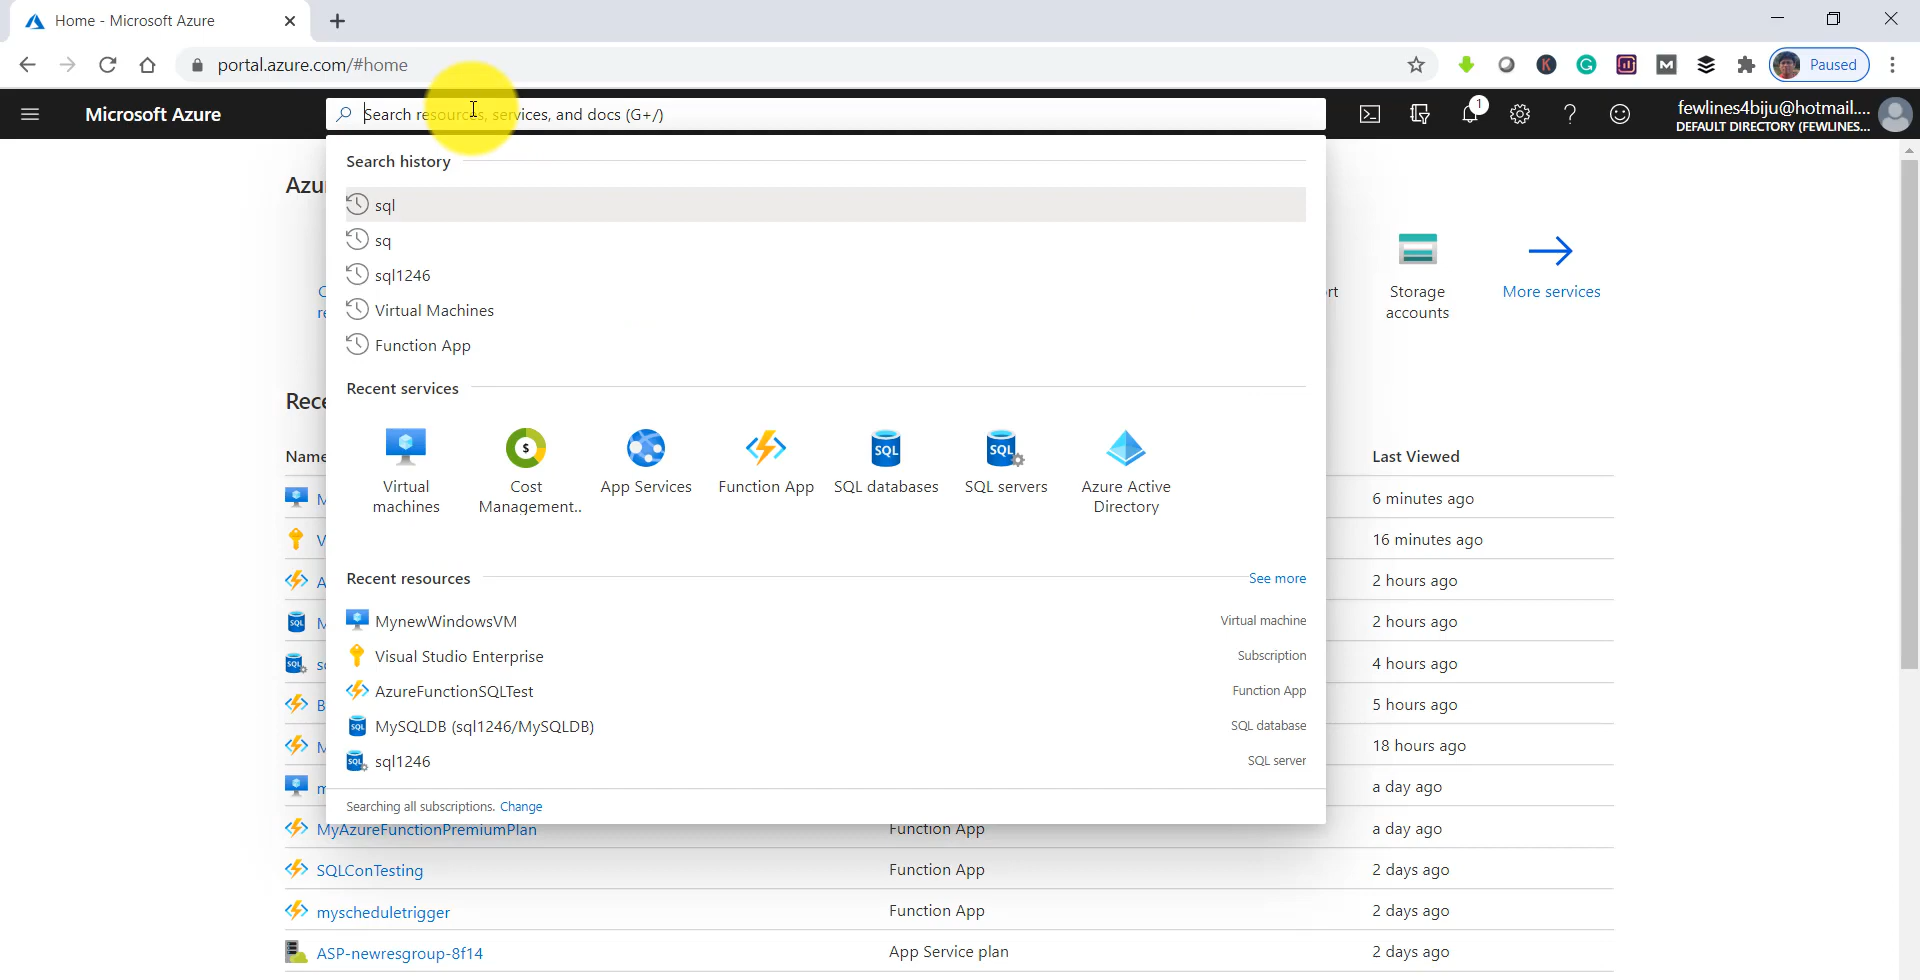 Home - Microsoft Azure
portal.azure.com/#home
Paused
Microsoft Azure
Search resources, services, and docs (G+/)
1
fewlines4biju@hotmail....
DEFAULT DIRECTORY (FEWLINES...
Search history
sql
sq
sql1246
Virtual Machines
Function App
Storage
accounts
More services
Recent services
Virtual
machines
Cost
Management..
App Services
Function App
SQL databases
SQL servers
Azure Active
Directory
Name
Last Viewed
6 minutes ago
16 minutes ago
2 hours ago
2 hours ago
4 hours ago
5 hours ago
18 hours ago
a day ago
Recent resources
See more
MynewWindowsVM
Virtual machine
Visual Studio Enterprise
Subscription
AzureFunctionSQLTest
Function App
MySQLDB (sql1246/MySQLDB)
SQL database
sql1246
SQL server
Searching all subscriptions. Change
MyAzureFunctionPremiumPlan Function App a day ago
SQLConTesting Function App 2 days ago
myscheduletrigger Function App 2 days ago
ASP-newresgroup-8f14 App Service plan 2 days ago